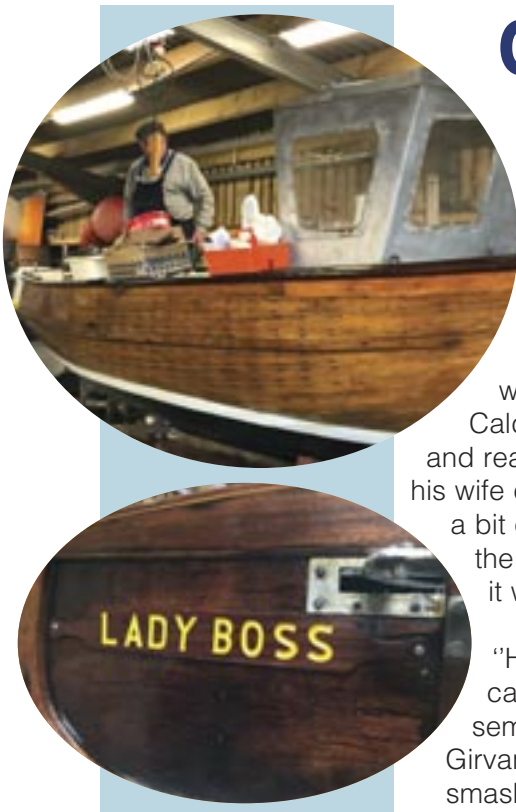 LADY BOSS
w
Calc
and rea
his wife
a bit
the
it w
"H
ca
sem
Girvar
smash